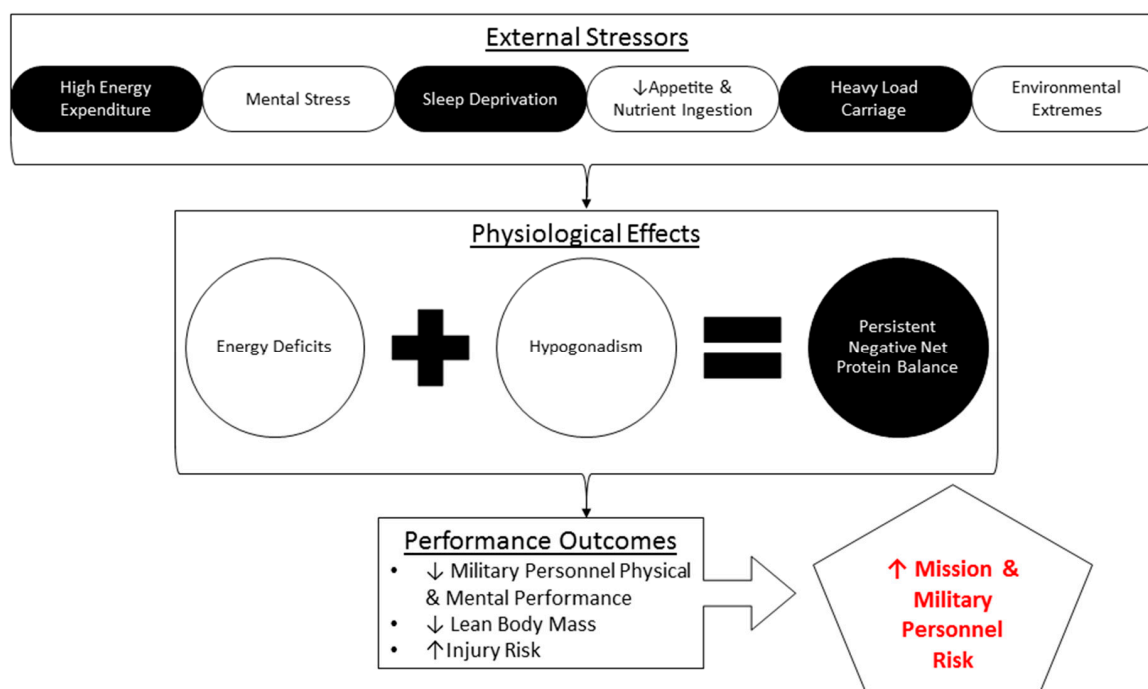 External Stressors
High Energy
Expenditure
Mental Stress
Sleep Deprivation
↓Appetite &
Nutrient Ingestion
Heavy Load
Carriage
Environmental
Extremes
Physiological Effects
Energy Deficits
Hypogonadism
Persistent
Negative Net
Protein Balance
Performance Outcomes
• ↓ Military Personnel Physical
& Mental Performance
• ↓ Lean Body Mass
• ↑Injury Risk
↑ Mission &
Military
Personnel
Risk